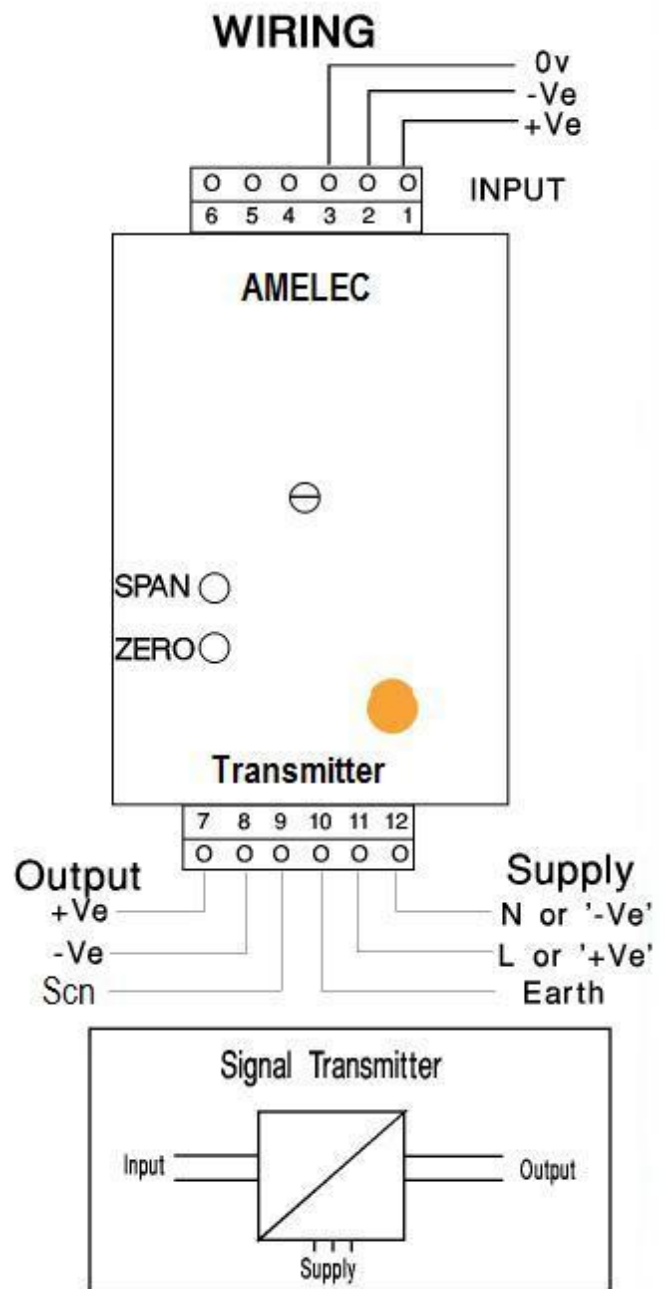 WIRING
0v
-Ve
+Ve
INPUT
6 5 4 3 2 1
AMELEC
SPAN
ZERO
Transmitter
7 8 9 10 11 12
Output
+Ve
-Ve
Scn
Supply
N or '-Ve'
L or '+Ve'
Earth
Signal Transmitter
Input
Output
Supply